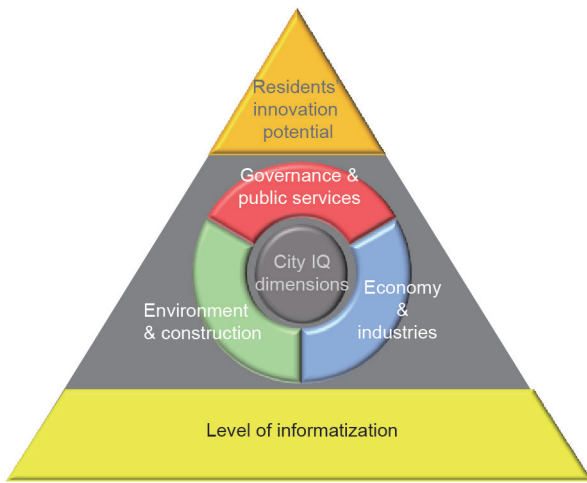 Residents
innovation
potential
Governance &
public services
City IQ
dimensions
Environment
& construction
Economy
&
industries
Level of informatization